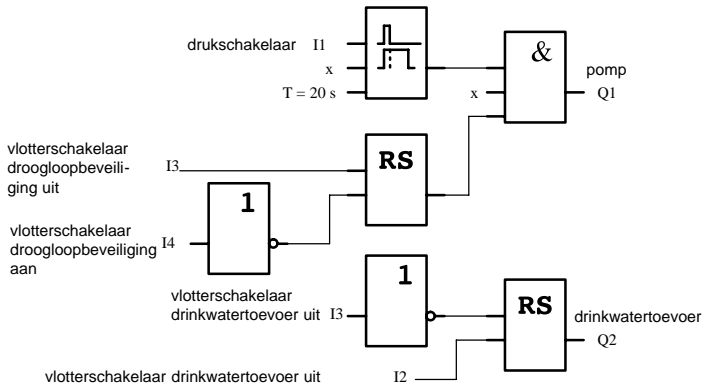 drukschakelaar I1
x
T = 20 s
&
x
pomp
Q1
vlotterschakelaar
droogloopbeveili-
ging uit
I3
RS
1
vlotterschakelaar
droogloopbeveiliging
aan
I4
1
vlotterschakelaar
drinkwatertoevoer uit I3
RS
drinkwatertoevoer
Q2
vlotterschakelaar drinkwatertoevoer uit I2